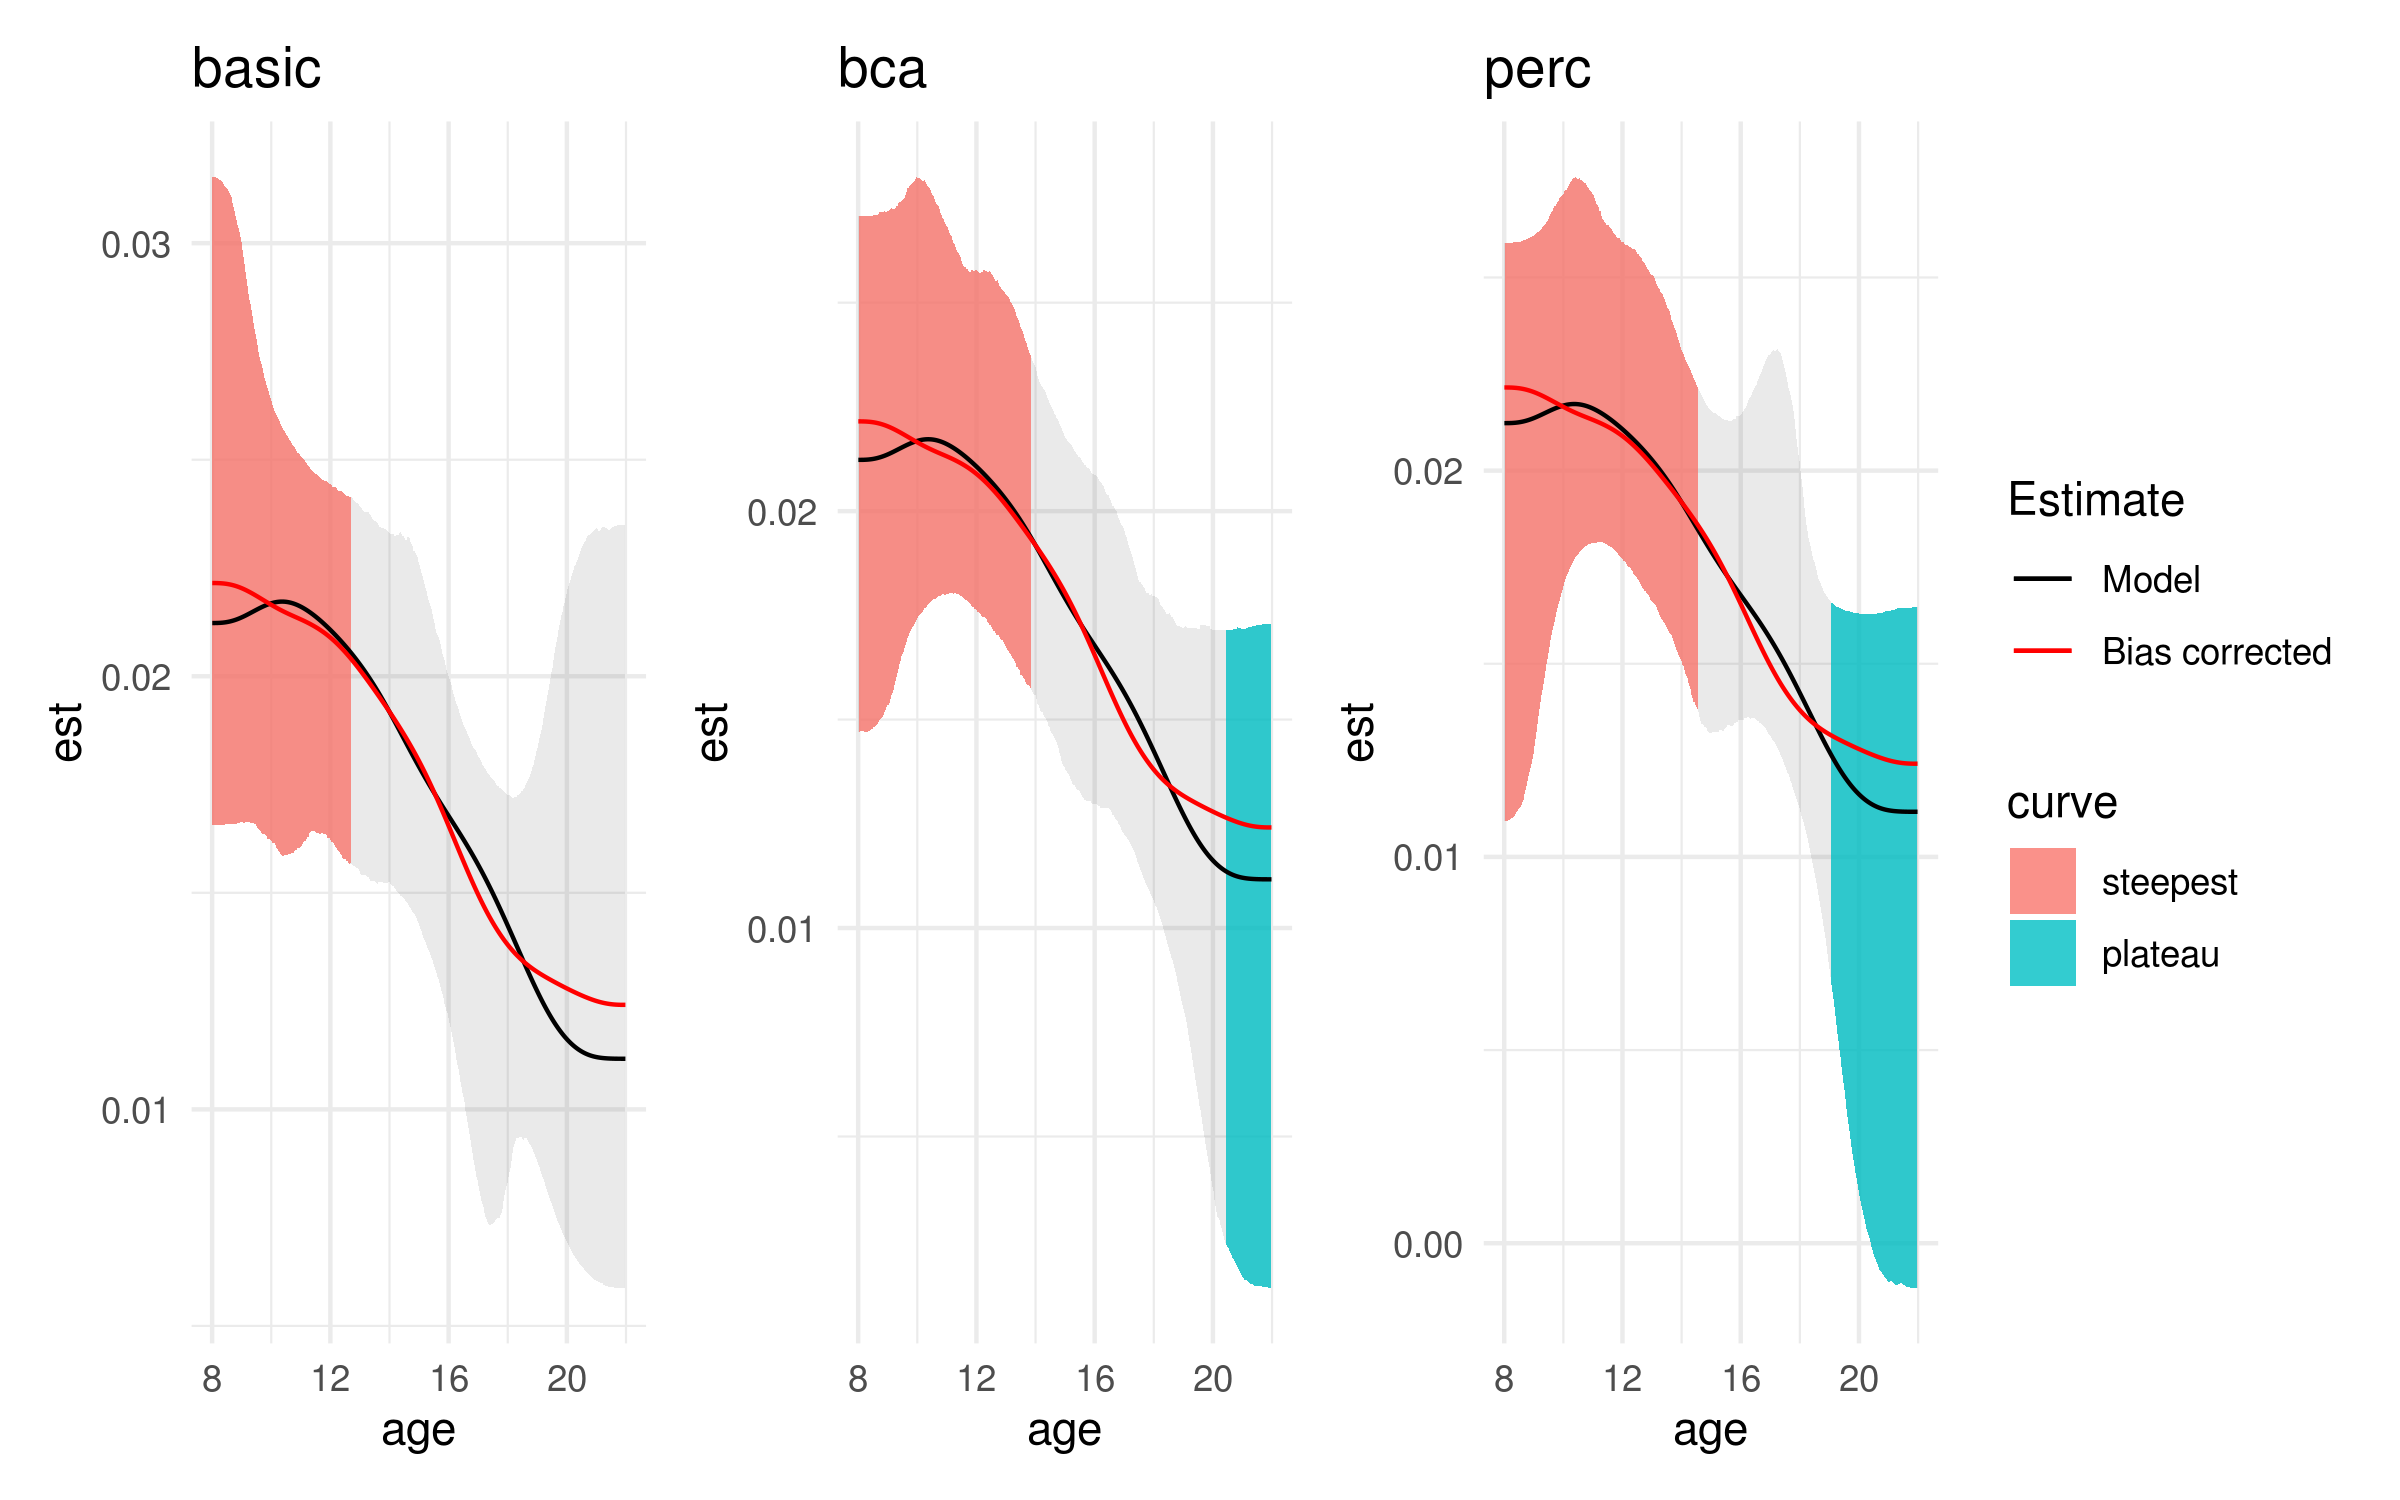 basic
bca
perc
0.03
0.02
0.01
est
8
12
16
20
age
0.02
0.01
est
8
12
16
20
age
0.02
0.01
0.00
est
8
12
16
20
age
Estimate
Model
Bias corrected
curve
steepest
plateau